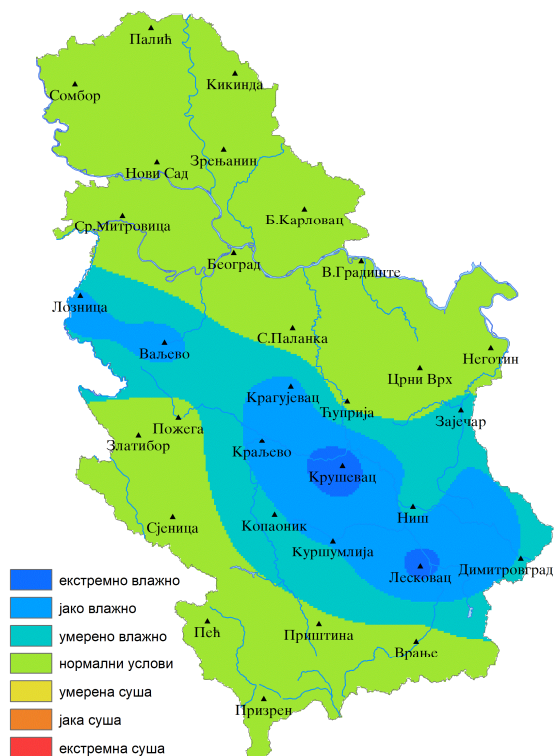 Палић
Кикинда
Сомбор
Зрењанин
Нови Сад
Б.Карловац
Ср.Митровица
Београд
В.Градиште
Лозница
С.Паланка
Ваљево
Неготин
Црни Врх
Крагујевац
Ћуприја
Зајечар
Пожега
Златибор
Краљево
Крушевац
Ниш
Копаоник
Сјеница
Куршумлија
Лесковац
Димитровград
Пећ
Приштина
Врање
Призрен
екстремно влажно
јако влажно
умерено влажно
нормални услови
умерена суша
јака суша
екстремна суша